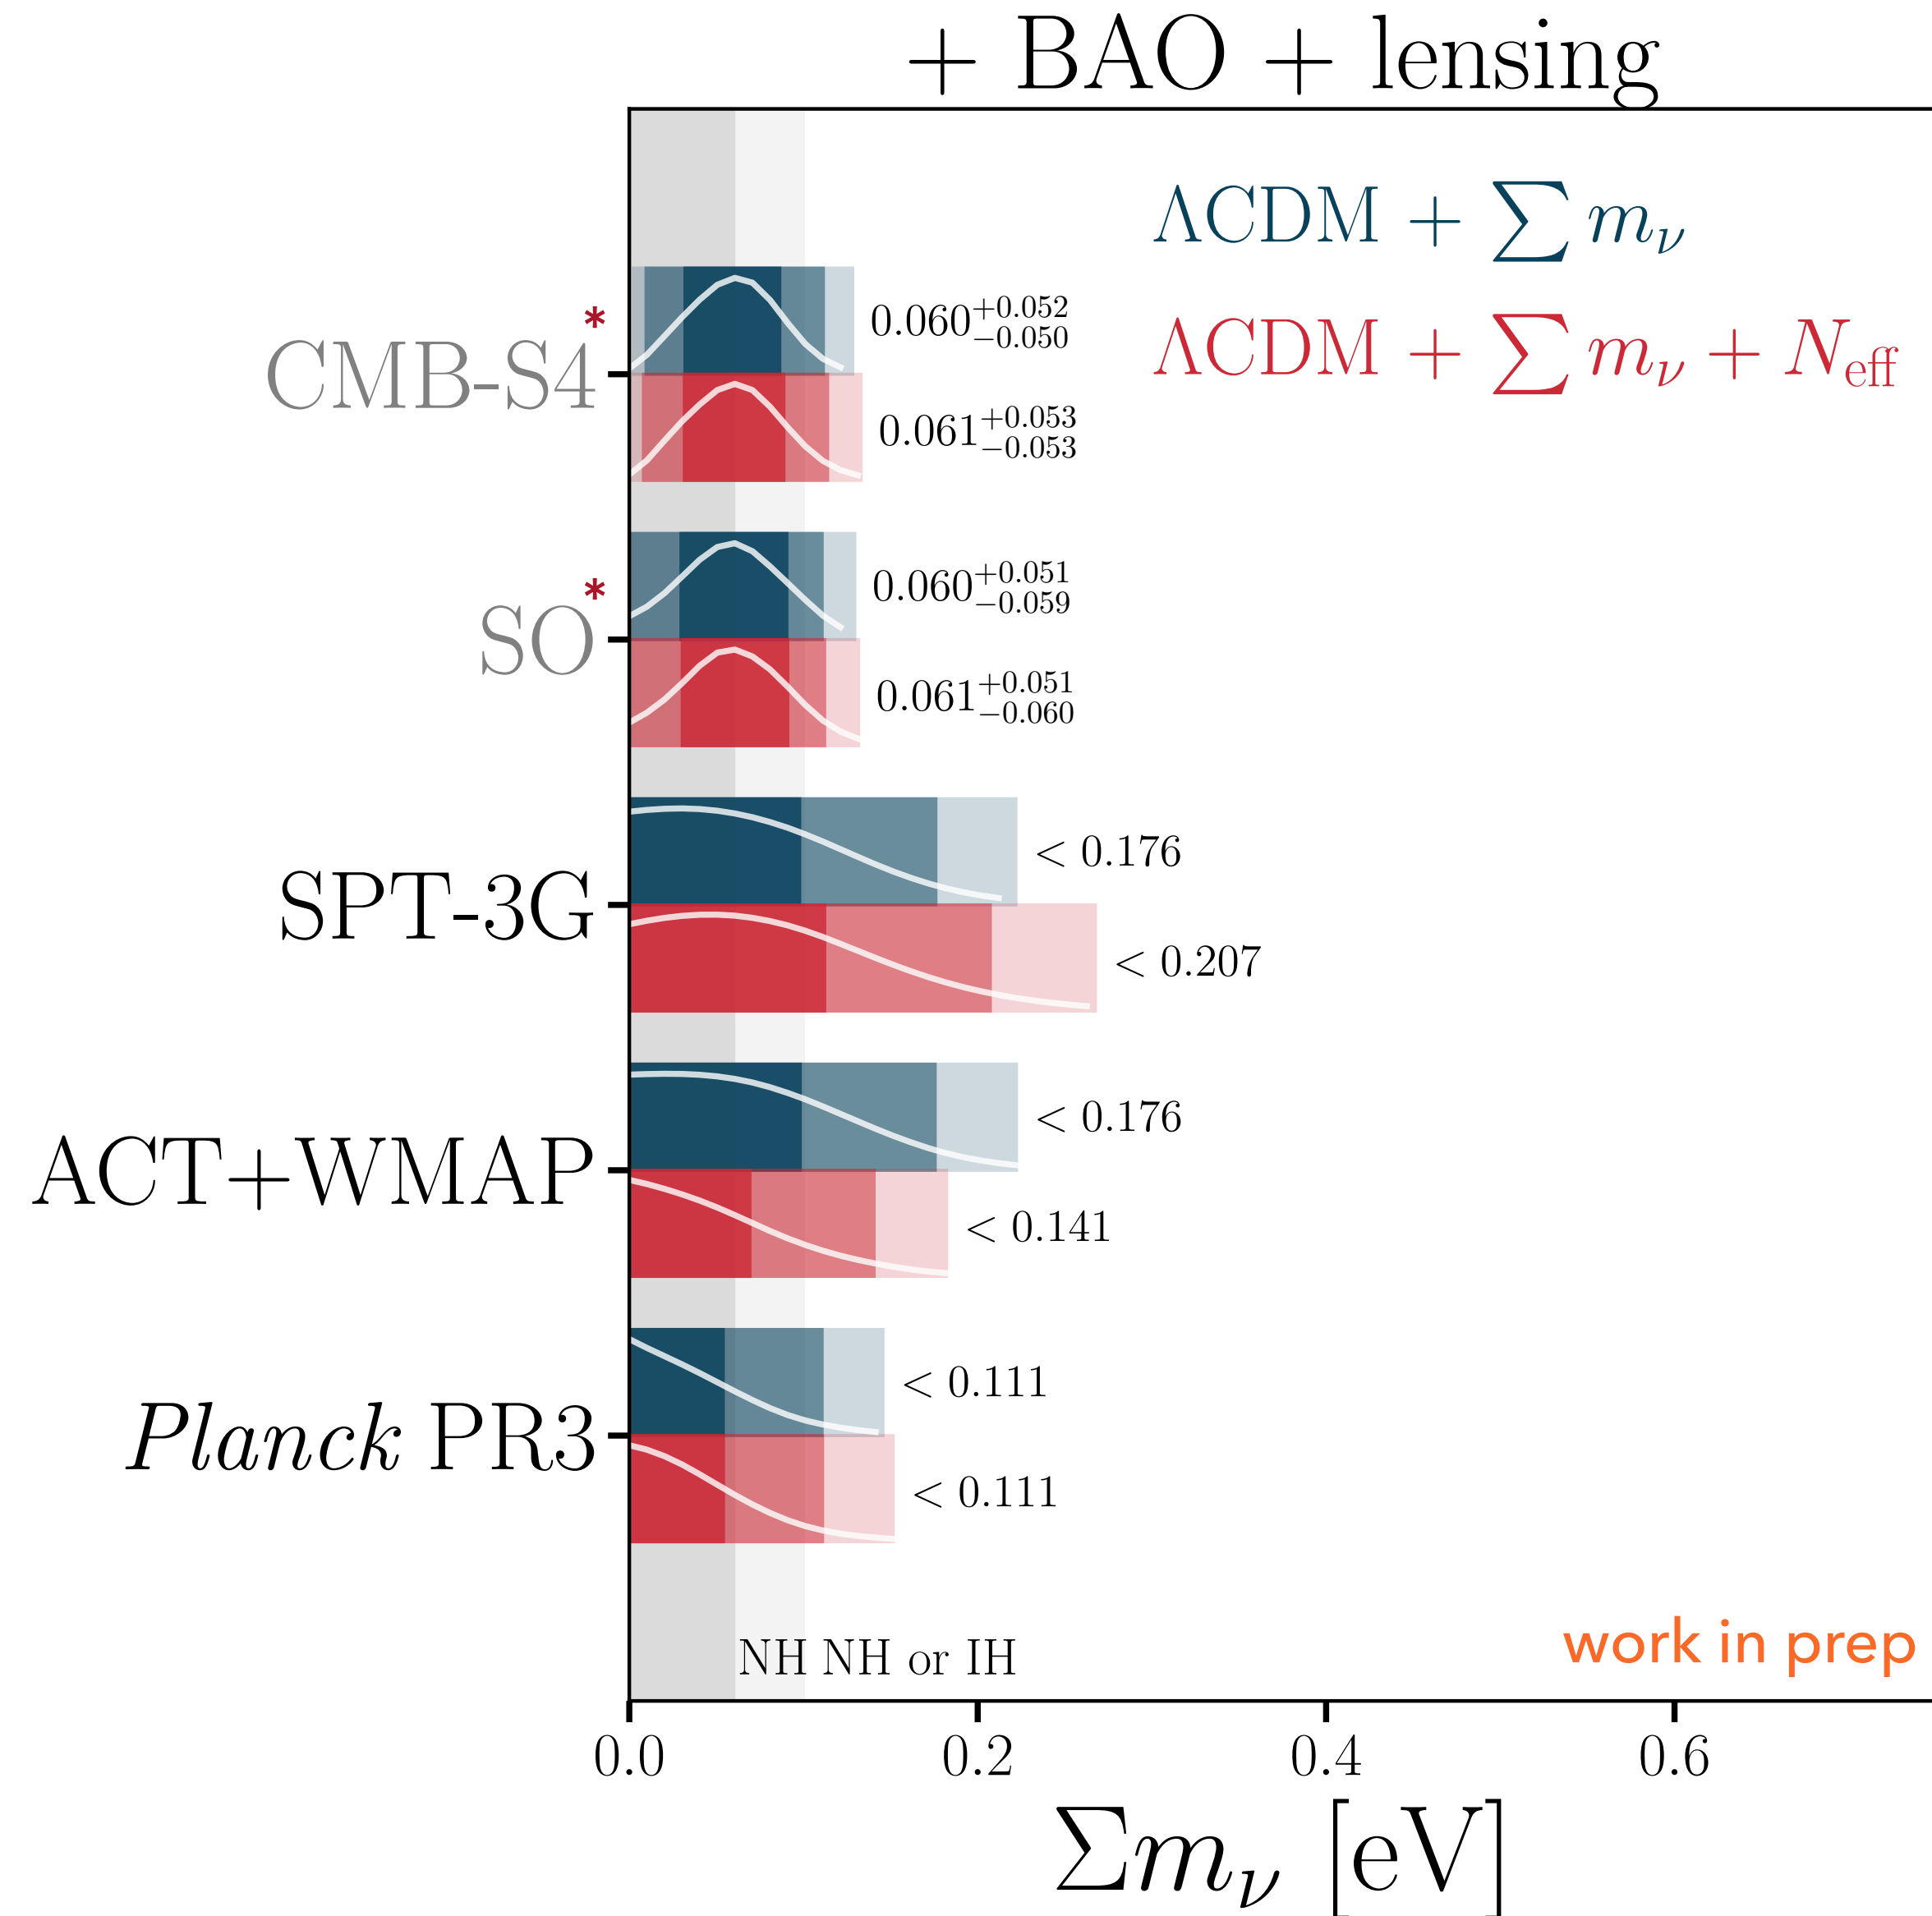 + BAO + lensing
ΛCDM + ∑ mν
ΛCDM + ∑ mν + Neff
CMB-S4*
0.060+0.052−0.050
0.061+0.053−0.053
SO*
0.060+0.051−0.059
0.061+0.051−0.060
SPT-3G
< 0.176
< 0.207
ACT+WMAP
< 0.176
< 0.141
Planck PR3
< 0.111
< 0.111
NH NH or IH
work in prep
0.0 0.2 0.4 0.6
Σmν [eV]